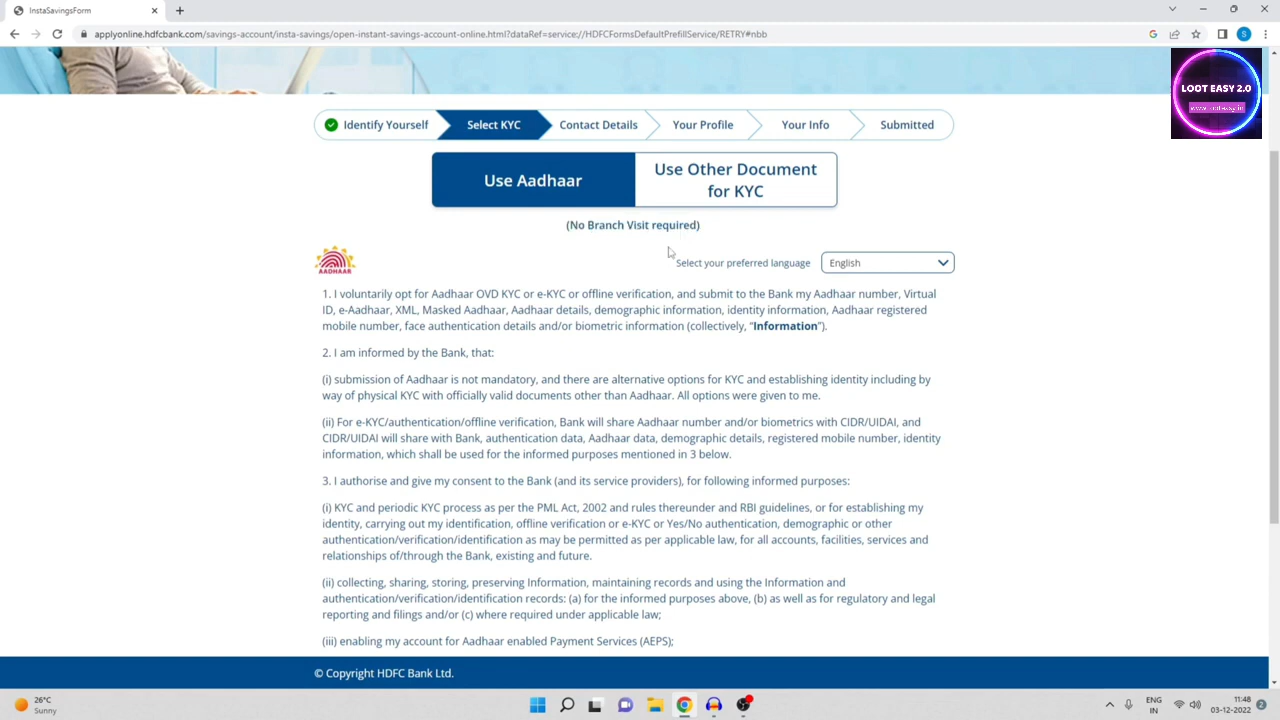 InstaSavingsForm
applyonline.hdfcbank.com/savings-account/insta-savings/open-instant-savings-account-online.html?dataRef=service://HDFCFormsDefaultPrefillService/RETRY#nbb
S
LOOT EASY 2.0
www.looteasy.in
Identify Yourself Select KYC Contact Details Your Profile Your Info Submitted
Use Aadhaar
Use Other Document
for KYC
(No Branch Visit required)
AADHAAR
Select your preferred language English
1. I voluntarily opt for Aadhaar OVD KYC or e-KYC or offline verification, and submit to the Bank my Aadhaar number, Virtual
ID, e-Aadhaar, XML, Masked Aadhaar, Aadhaar details, demographic information, identity information, Aadhaar registered
mobile number, face authentication details and/or biometric information (collectively, “Information”).
2. I am informed by the Bank, that:
(i) submission of Aadhaar is not mandatory, and there are alternative options for KYC and establishing identity including by
way of physical KYC with officially valid documents other than Aadhaar. All options were given to me.
(ii) For e-KYC/authentication/offline verification, Bank will share Aadhaar number and/or biometrics with CIDR/UIDAI, and
CIDR/UIDAI will share with Bank, authentication data, Aadhaar data, demographic details, registered mobile number, identity
information, which shall be used for the informed purposes mentioned in 3 below.
3. I authorise and give my consent to the Bank (and its service providers), for following informed purposes:
(i) KYC and periodic KYC process as per the PML Act, 2002 and rules thereunder and RBI guidelines, or for establishing my
identity, carrying out my identification, offline verification or e-KYC or Yes/No authentication, demographic or other
authentication/verification/identification as may be permitted as per applicable law, for all accounts, facilities, services and
relationships of/through the Bank, existing and future.
(ii) collecting, sharing, storing, preserving Information, maintaining records and using the Information and
authentication/verification/identification records: (a) for the informed purposes above, (b) as well as for regulatory and legal
reporting and filings and/or (c) where required under applicable law;
(iii) enabling my account for Aadhaar enabled Payment Services (AEPS);
© Copyright HDFC Bank Ltd.
26°C
Sunny
ENG
IN
11:48
03-12-2022
2